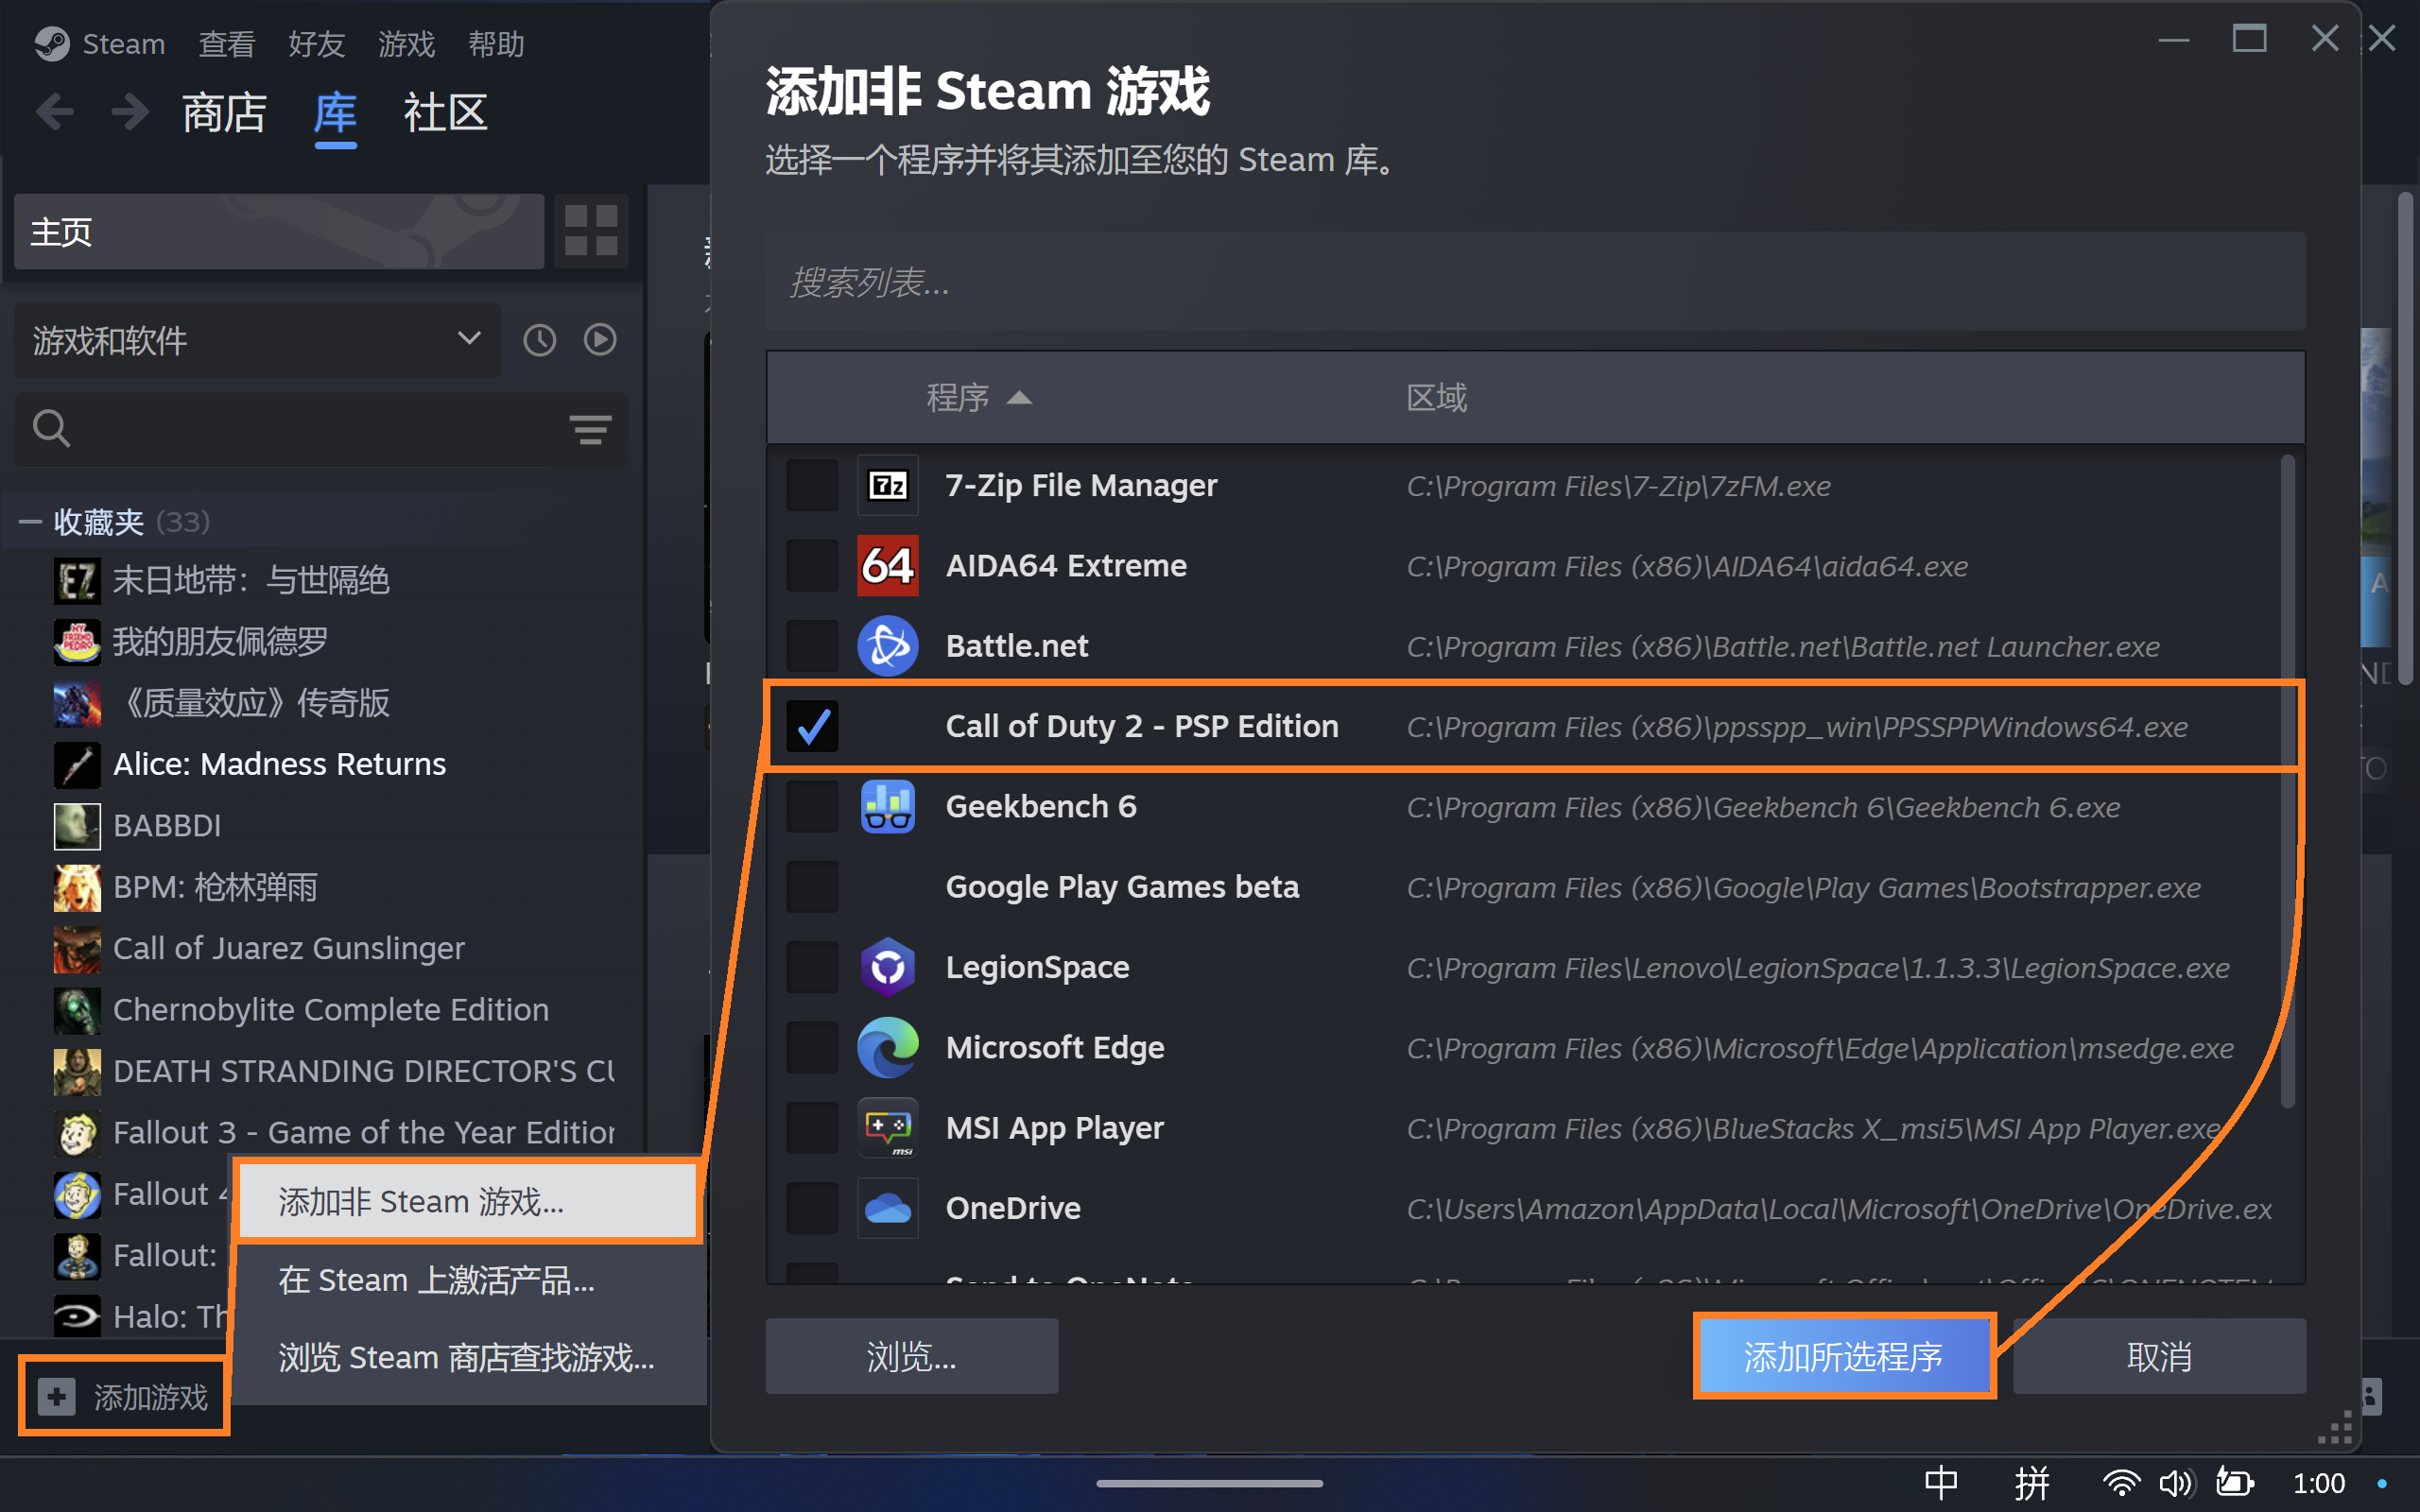 Steam 查看 好友 游戏 帮助
商店 库 社区
主页
游戏和软件
收藏夹 (33)
末日地带：与世隔绝
我的朋友佩德罗
《质量效应》传奇版
Alice: Madness Returns
BABBDI
BPM: 枪林弹雨
Call of Juarez Gunslinger
Chernobylite Complete Edition
DEATH STRANDING DIRECTOR'S
Fallout 3 - Game of the Year Edition
Fallout 4
Fallout:
Halo:
添加非 Steam 游戏...
在 Steam 上激活产品...
浏览 Steam 商店查找游戏...
添加游戏
添加非 Steam 游戏
选择一个程序并将其添加至您的 Steam 库。
搜索列表...
程序 区域
7-Zip File Manager C:\Program Files\7-Zip\7zFM.exe
64 AIDA64 Extreme C:\Program Files (x86)\AIDA64\aida64.exe
Battle.net C:\Program Files (x86)\Battle.net\Battle.net Launcher.exe
Call of Duty 2 - PSP Edition C:\Program Files (x86)\ppsspp_win\PPSSPPWindows64.exe
Geekbench 6 C:\Program Files (x86)\Geekbench 6\Geekbench 6.exe
Google Play Games beta C:\Program Files (x86)\Google\Play Games\Bootstrapper.exe
LegionSpace C:\Program Files\Lenovo\LegionSpace\1.1.3.3\LegionSpace.exe
Microsoft Edge C:\Program Files (x86)\Microsoft\Edge\Application\msedge.exe
msi MSI App Player C:\Program Files (x86)\BlueStacks X_msi5\MSI App Player.exe
OneDrive C:\Users\Amazon\AppData\Local\Microsoft\OneDrive\OneDrive.ex
浏览... 添加所选程序 取消
中 拼 1:00